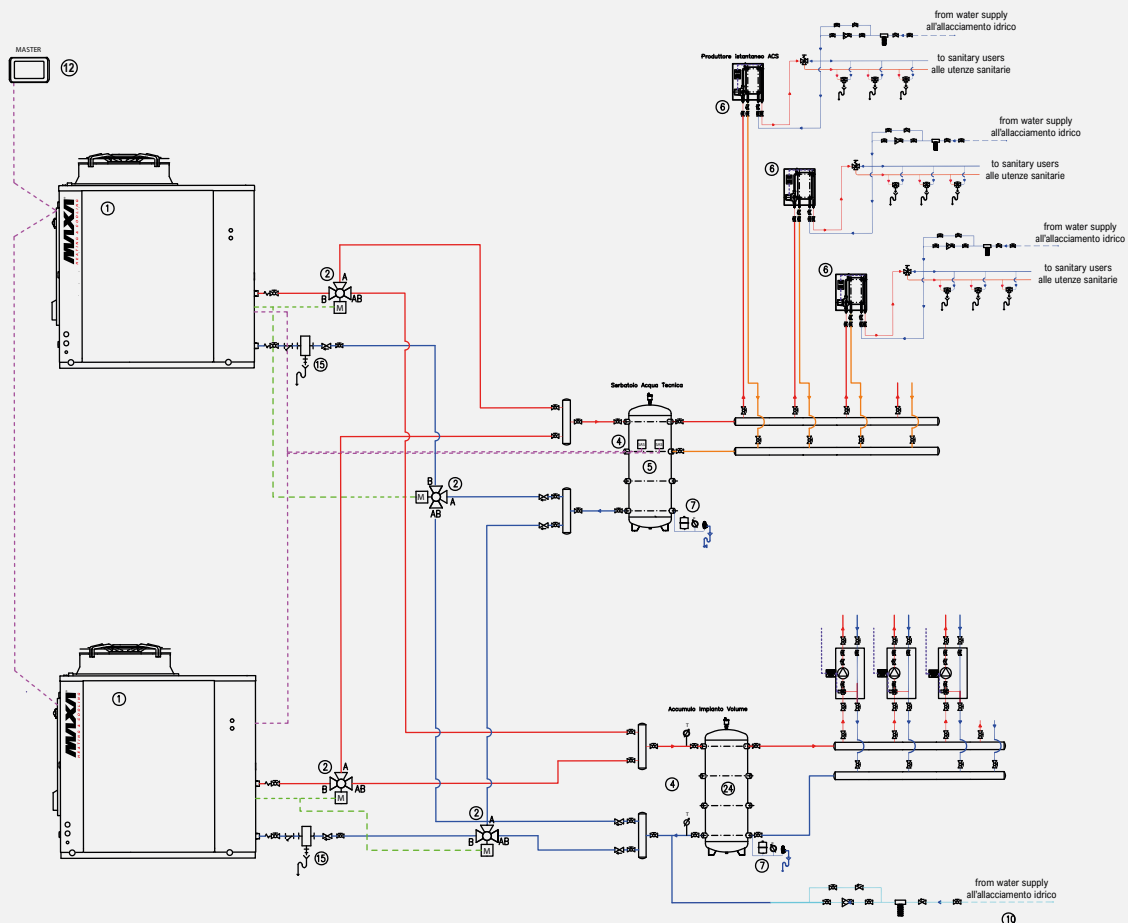 from water supply
all'allacciamento idrico
MASTER
12
Produttore Istantaneo ACS
to sanitary users
alle utenze sanitarie
6
from water supply
all'allacciamento idrico
6
to sanitary users
alle utenze sanitarie
1
MAXA
HEATING & COOLING
from water supply
all'allacciamento idrico
6
to sanitary users
alle utenze sanitarie
2
A
B
AB
M
15
Serbatoio Acqua Tecnica
4
5
B
2
M
A
AB
7
1
MAXA
HEATING & COOLING
Accumulo Impianto Volume
T
2
A
B
AB
M
4
24
T
2
A
B
AB
M
15
7
from water supply
all'allacciamento idrico
10